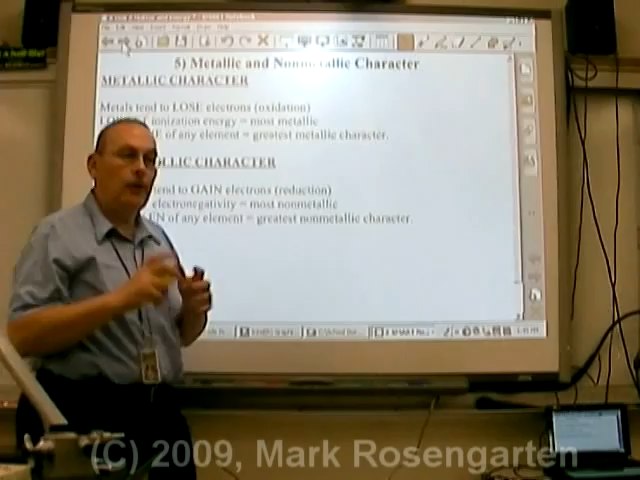 5) Metallic and Nonmetallic Character
METALLIC CHARACTER
Metals tend to LOSE electrons (oxidation)
ionization energy = most metallic
of any element = greatest metallic character.
CHARACTER
tend to GAIN electrons (reduction)
electronegativity = most nonmetallic
of any element = greatest nonmetallic character.
(C) 2009, Mark Rosengarten